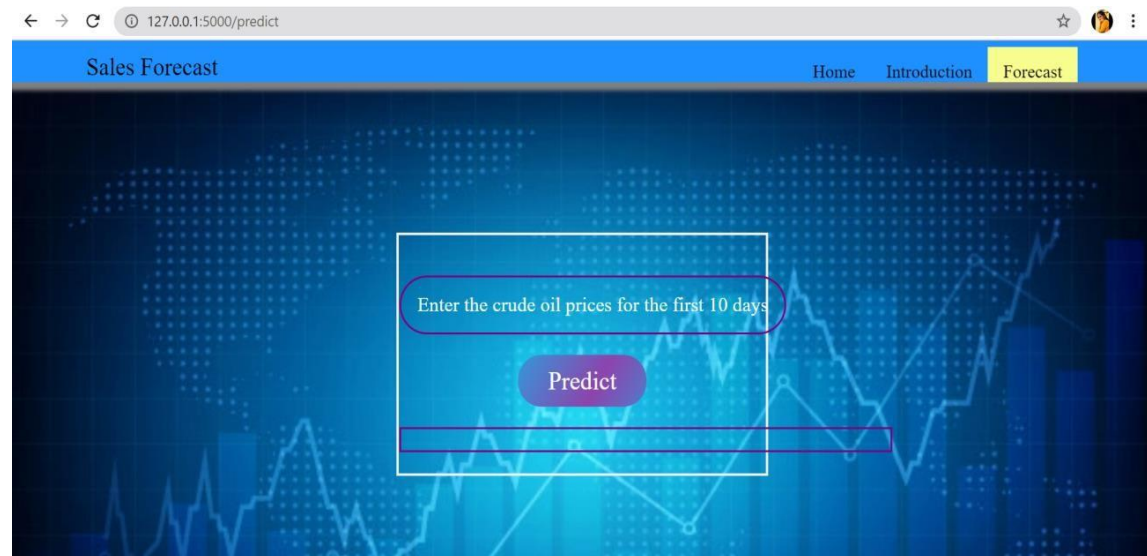 127.0.0.1:5000/predict
Sales Forecast
Home Introduction Forecast
Enter the crude oil prices for the first 10 days
Predict